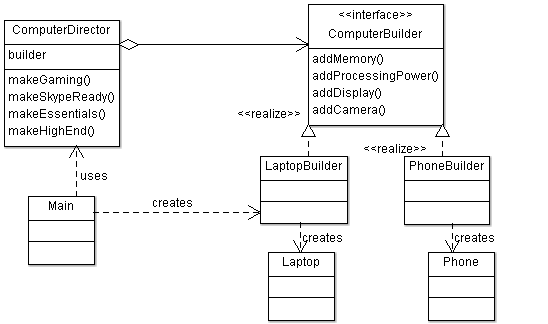 ComputerDirector
builder
makeGaming()
makeSkypeReady()
makeEssentials()
makeHighEnd()
<<interface>>
ComputerBuilder
addMemory()
addProcessingPower()
addDisplay()
addCamera()
<<realize>>
<<realize>>
uses
LaptopBuilder
PhoneBuilder
Main
creates
creates
creates
Laptop
Phone